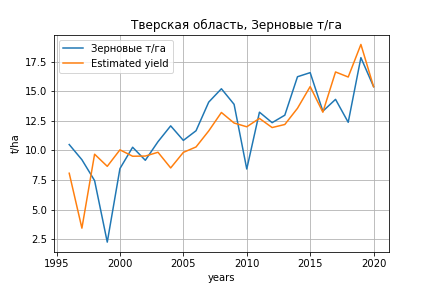 Тверская область, Зерновые т/га
Зерновые т/га
Estimated yield
17.5
15.0
12.5
10.0
7.5
5.0
2.5
t/ha
1995
2000
2005
2010
2015
2020
years